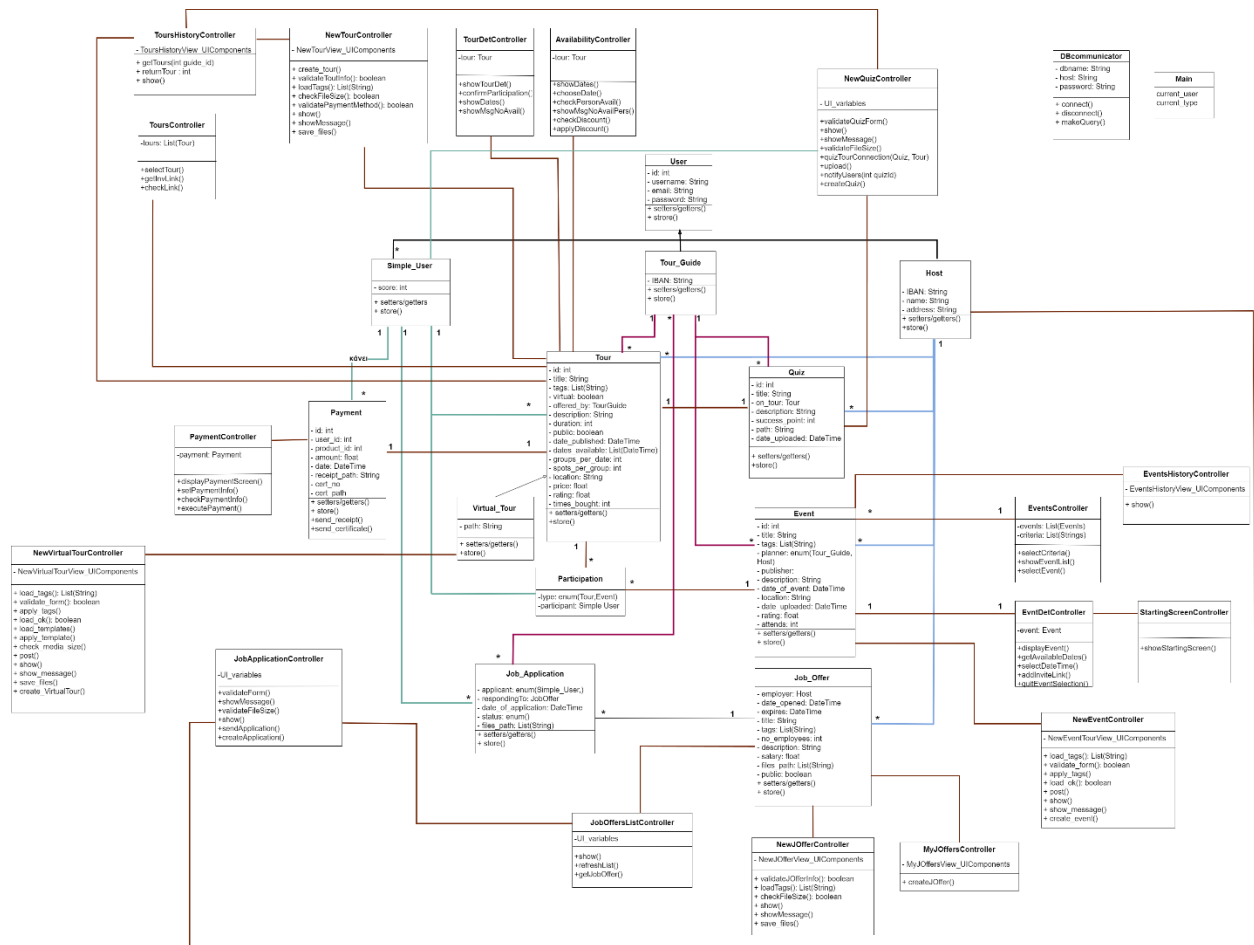 ToursHistoryController
- ToursHistoryView_UIComponents
+ getTours(int guide_id)
+ returnTour : int
+ show()
NewTourController
- NewTourView_UIComponents
+ create_tour()
+ validateToutInfo(): boolean
+ loadTags(): List(String)
+ checkFileSize(): boolean
+ validatePaymentMethod(): boolean
+ show()
+ showMessage()
+ save_files()
TourDetController
-tour: Tour
+showTourDet()
+confirmParticipation()
+showDates()
+showMsgNoAvail()
AvailabilityController
-tour: Tour
+showDates()
+chooseDate()
+checkPersonAvail()
+showMsgNoAvailPers()
+checkDiscount()
+applyDiscount()
NewQuizController
- UI_variables
+validateQuizForm()
+show()
+showMessage()
+validateFileSize()
+quizTourConnection(Quiz, Tour)
+upload()
+notifyUsers(int quizId)
+createQuiz()
DBcommunicator
- dbname: String
- host: String
- password: String
+ connect()
+ disconnect()
+ makeQuery()
Main
current_user
current_type
ToursController
-tours: List(Tour)
+selectTour()
+getInvLink()
+checkLink()
User
- id: int
- username: String
- email: String
- password: String
+ setters/getters()
+ strore()
*
*
Simple_User
- score: int
+ setters/getters
+ store()
1
1
1
Tour_Guide
- IBAN: String
+ setters/getters()
+ store()
1
*
1
Host
- IBAN: String
- name: String
- address: String
+ setters/getters()
+store()
1
κάνει
*
*
*
*
*
*
1
1
1
1
Tour
- id: int
- title: String
- tags: List(String)
- virtual: boolean
- offered_by: TourGuide
- description: String
- duration: int
- public: boolean
- date_published: DateTime
- dates_available: List(DateTime)
- groups_per_date: int
- spots_per_group: int
- location: String
- price: float
- rating: float
- times_bought: int
+ setters/getters()
+store()
1
*
Quiz
- id: int
- title: String
- on_tour: Tour
- description: String
- success_point: int
- path: String
- date_uploaded: DateTime
+ setters/getters()
+store()
Payment
- id: int
- user_id: int
- product_id: int
- amount: float
- date: DateTime
- receipt_path: String
- cert_no
- cert_path
+ setters/getters()
+ store()
+send_receipt()
+send_certificate()
PaymentController
-payment: Payment
+displayPaymentScreen()
+setPaymentInfo()
+checkPaymentInfo()
+executePayment()
Virtual_Tour
- path: String
+ setters/getters()
+store()
Participation
-type: enum(Tour,Event)
-participant: Simple User
*
1
Event
- id: int
- title: String
- tags: List(String)
- planner: enum(Tour_Guide,
Host)
- publisher:
- description: String
- date_of_event: DateTime
- location: String
- date_uploaded: DateTime
- rating: float
- attends: int
+ setters/getters()
+ store()
*
*
*
1
1
1
EventsHistoryController
- EventsHistoryView_UIComponents
+ show()
EventsController
-events: List(Events)
-criteria: List(Strings)
+selectCriteria()
+showEventList()
+selectEvent()
EvntDetController
-event: Event
+displayEvent()
+getAvailableDates()
+selectDateTime()
+addInviteLink()
+quitEventSelection()
StartingScreenController
+showStartingScreen()
NewVirtualTourController
- NewVirtualTourView_UIComponents
+ load_tags(): List(String)
+ validate_form(): boolean
+ apply_tags()
+ load_ok(): boolean
+ load_templates()
+ apply_template()
+ check_media_size()
+ post()
+ show()
+ show_message()
+ save_files()
+ create_VirtualTour()
JobApplicationController
-UI_variables
+validateForm()
+showMessage()
+validateFileSize()
+show()
+sendApplication()
+createApplication()
*
*
Job_Application
- applicant: enum(Simple_User,)
- respondingTo: JobOffer
- date_of_application: DateTime
- status: enum()
- files_path: List(String)
+ setters/getters()
+ store()
*
1
Job_Offer
- employer: Host
- date_opened: DateTime
- expires: DateTime
- title: String
- tags: List(String)
- no_employees: int
- description: String
- salary: float
- files_path: List(String)
- public: boolean
+ setters/getters()
+ store()
*
NewEventController
- NewEventTourView_UIComponents
+ load_tags(): List(String)
+ validate_form(): boolean
+ apply_tags()
+ load_ok(): boolean
+ post()
+ show()
+ show_message()
+ create_event()
JobOffersListController
-UI_variables
+show()
+refreshList()
+getJobOffer()
NewJOfferController
- NewJOfferView_UIComponents
+ validateJOfferInfo(): boolean
+ loadTags(): List(String)
+ checkFileSize(): boolean
+ show()
+ showMessage()
+ save_files()
MyJOffersController
- MyJOffersView_UIComponents
+ createJOffer()